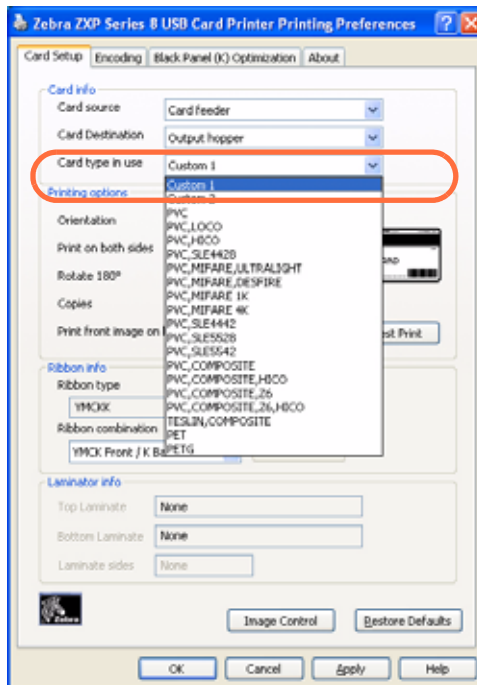 Zebra ZXP Series 8 USB Card Printer Printing Preferences
Card Setup Encoding Black Panel (K) Optimization About
Card info
Card source Card feeder
Card Destination Output hopper
Card type in use Custom 1
Custom 1
Custom 2
Printing options
PVC
Orientation PVC,LOCO
PVC,HICO
Print on both sides PVC,SLE4428
PVC,MIFARE,ULTRALIGHT
Rotate 180° PVC,MIFARE,DESFIRE
PVC,MIFARE 1K
Copies PVC,MIFARE 4K
PVC,SLE4442
Print front image on PVC,SLE5528 est Print
PVC,SLE5542
Ribbon info PVC,COMPOSITE
Ribbon type PVC,COMPOSITE,HICO
PVC,COMPOSITE,Z6
YMCKK PVC,COMPOSITE,Z6,HICO
Ribbon combination TESLIN,COMPOSITE
PET
YMCK Front / K Ba PETG
Laminator info
Top Laminate None
Bottom Laminate None
Laminate sides None
Zebra
Image Control Restore Defaults
OK Cancel Apply Help